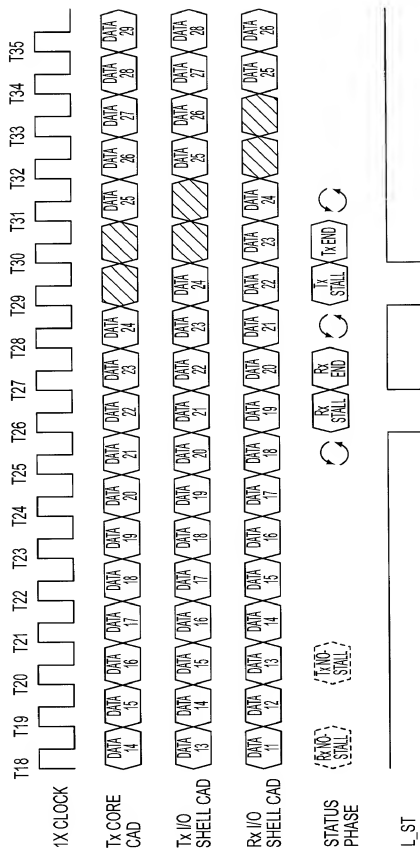 T18 T19 T20 T21 T22 T23 T24 T25 T26 T27 T28 T29 T30 T31 T32 T33 T34 T35
1X CLOCK
Tx CORE
CAD
DATA 14 DATA 15 DATA 16 DATA 17 DATA 18 DATA 19 DATA 20 DATA 21 DATA 22 DATA 23 DATA 24 DATA 25 DATA 26 DATA 27 DATA 28 DATA 29
Tx I/O
SHELL CAD
DATA 13 DATA 14 DATA 15 DATA 16 DATA 17 DATA 18 DATA 19 DATA 20 DATA 21 DATA 22 DATA 23 DATA 24 DATA 25 DATA 26 DATA 27 DATA 28
Rx I/O
SHELL CAD
DATA 11 DATA 12 DATA 13 DATA 14 DATA 15 DATA 16 DATA 17 DATA 18 DATA 19 DATA 20 DATA 21 DATA 22 DATA 23 DATA 24 DATA 25 DATA 26
STATUS
PHASE
Rx NO-
STALL
Tx NO-
STALL
Rx
STALL
Rx
END
Tx
STALL
Tx END
L_ST